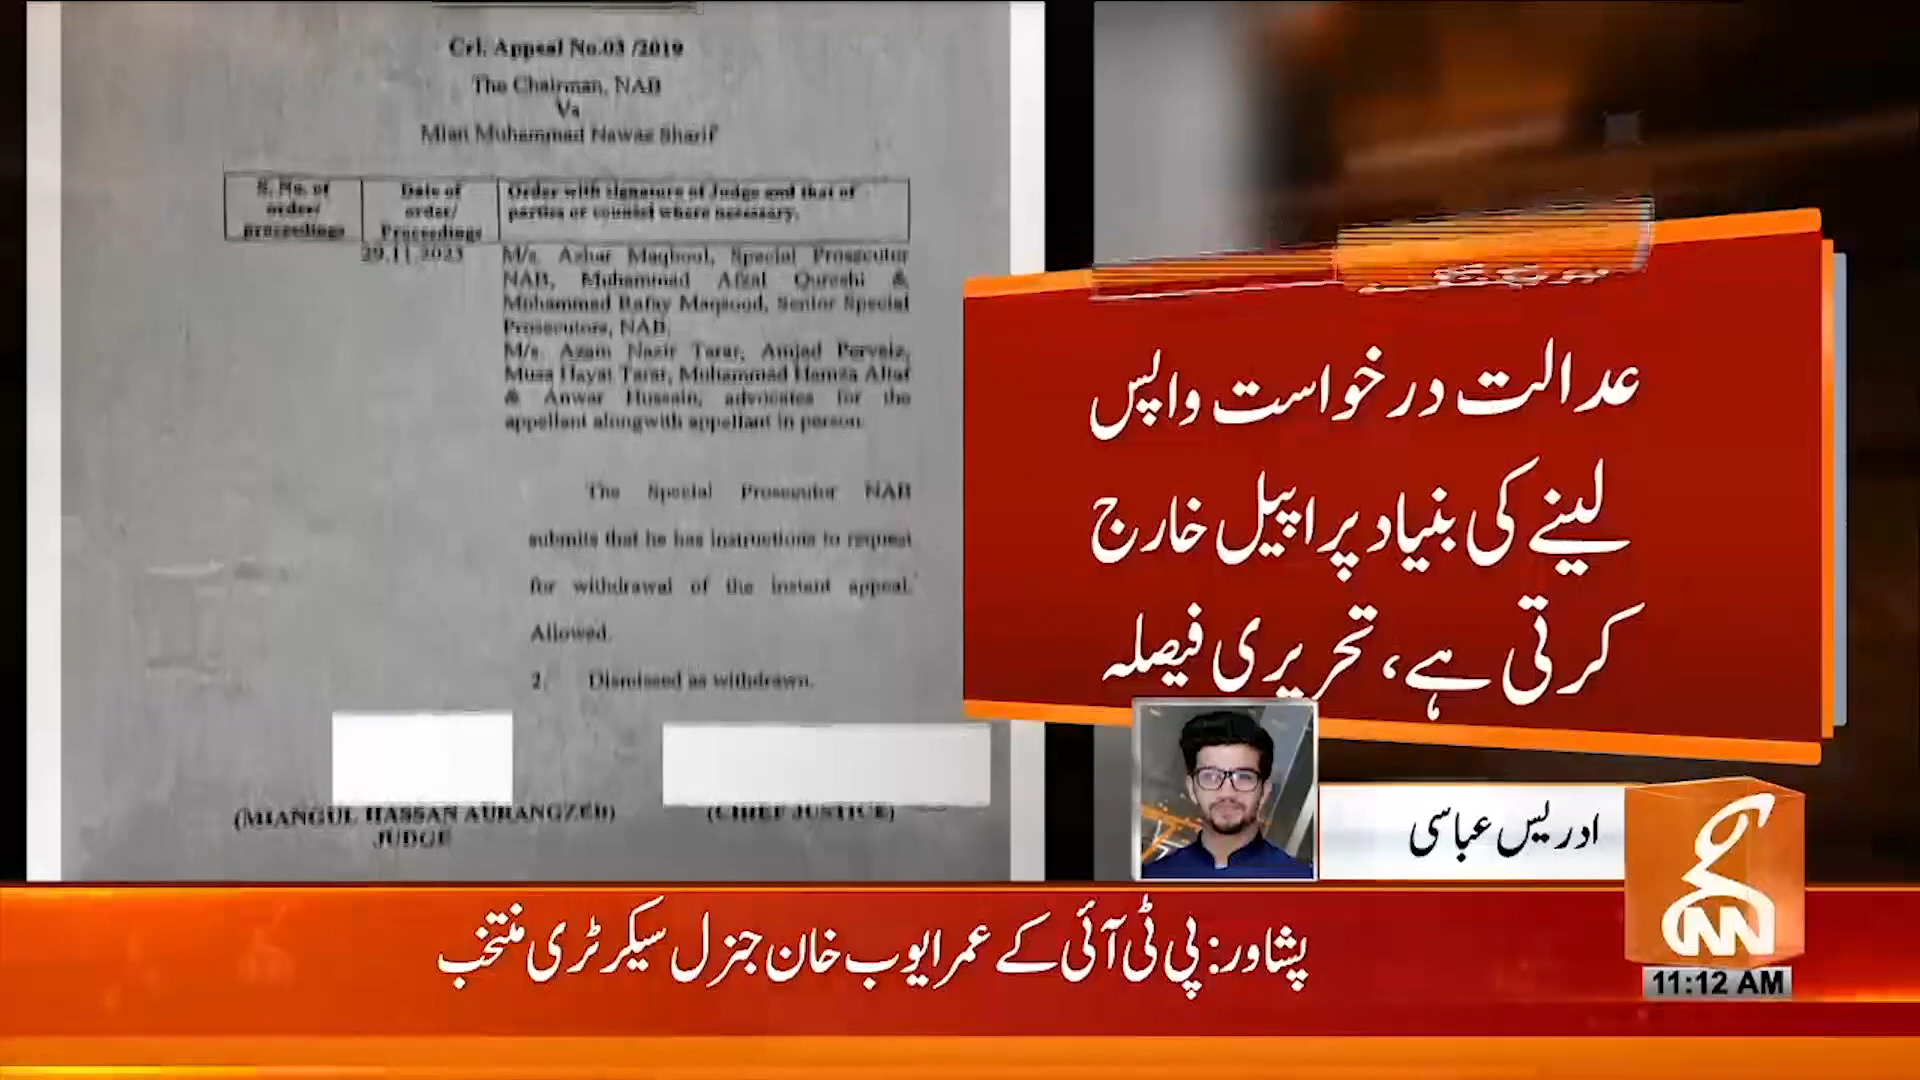 Crl. Appeal No.03 /2019
The Chairman, NAB
Vs
Mian Muhammad Nawaz Sharif
S. No. of order/ proceedings
Date of order/ Proceedings
Order with signature of Judge and that of parties or counsel where necessary.
29.11.2023
M/s. Azhar Maqbool, Special Prosecutor
NAB, Muhammad Afzal Qureshi &
Mohammad Rafay Maqsood, Senior Special
Prosecutors, NAB.
M/s. Azam Nazir Tarar, Amjad Pervaiz,
Musa Hayat Tarar, Muhammad Hamza Altaf
& Anwar Hussain, advocates for the
appellant alongwith appellant in person.
The Special Prosecutor NAB
submits that he has instructions to request
for withdrawal of the instant appeal.
Allowed.
2. Dismissed as withdrawn.
(MIANGUL HASSAN AURANGZEB)
JUDGE
(CHIEF JUSTICE)
عدالت درخواست واپس
لینے کی بنیاد پر اپیل خارج
کرتی ہے، تحریری فیصلہ
ادریس عباسی
GNN
11:12 AM
پشاور: پی ٹی آئی کے عمر ایوب خان جنرل سیکرٹری منتخب